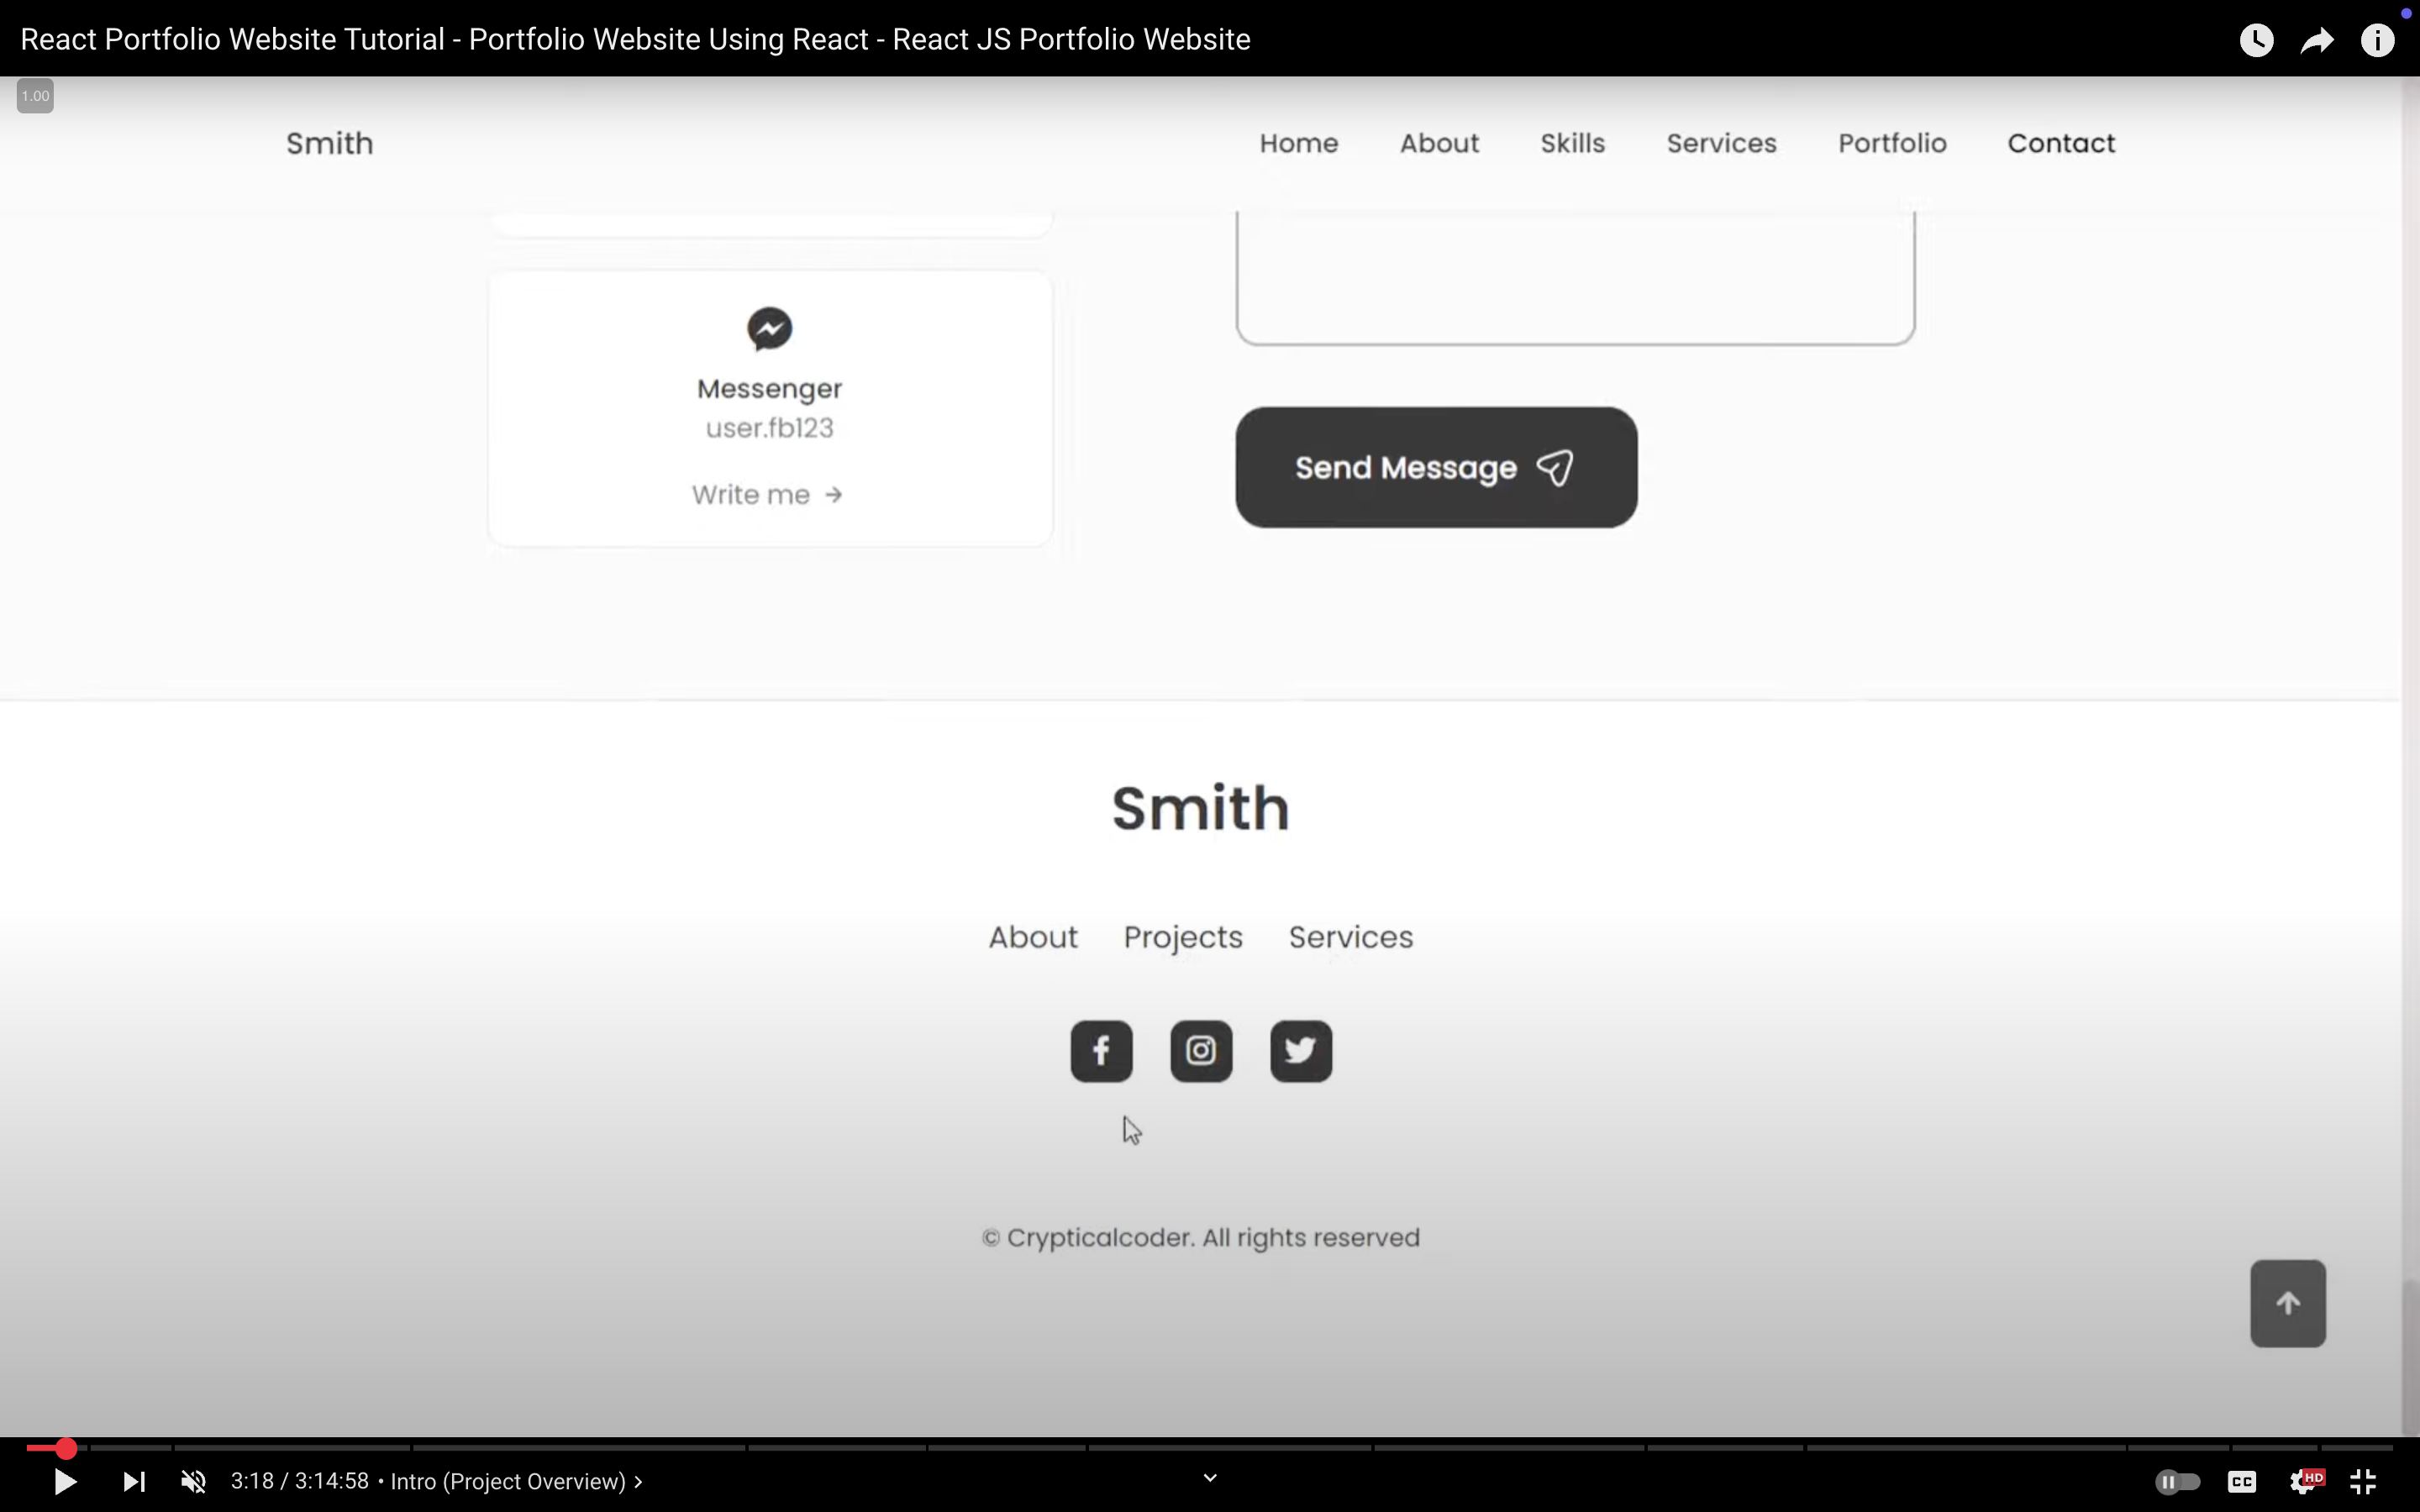 React Portfolio Website Tutorial - Portfolio Website Using React - React JS Portfolio Website
1.00
Smith Home About Skills Services Portfolio Contact
Messenger
user.fb123
Write me →
Send Message
Smith
About Projects Services
© Crypticalcoder. All rights reserved
3:18 / 3:14:58 • Intro (Project Overview) >
CC HD